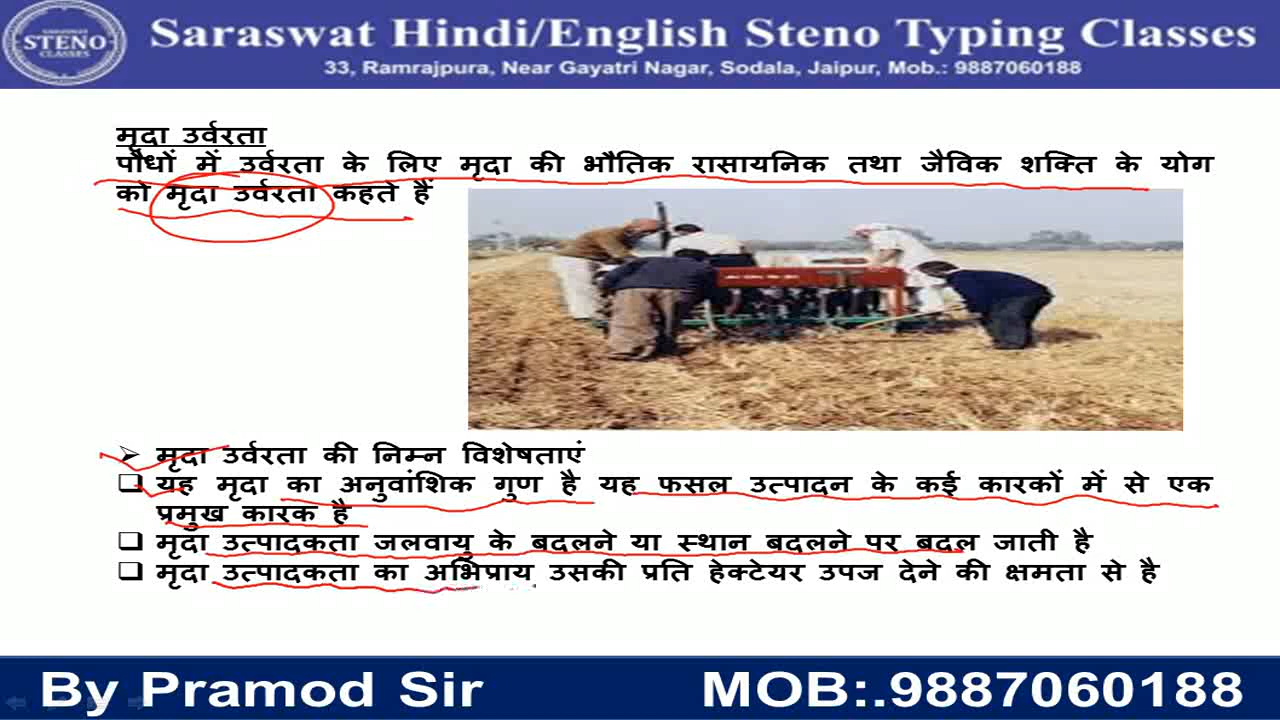 STENO
CLASSES
Saraswat Hindi/English Steno Typing Classes
33, Ramrajpura, Near Gayatri Nagar, Sodala, Jaipur, Mob.: 9887060188
मृदा उर्वरता
पौधों में उर्वरता के लिए मृदा की भौतिक रासायनिक तथा जैविक शक्ति के योग
को मृदा उर्वरता कहते हैं
मृदा उर्वरता की निम्न विशेषताएं
यह मृदा का अनुवांशिक गुण है यह फसल उत्पादन के कई कारकों में से एक
प्रमुख कारक है
मृदा उत्पादकता जलवायु के बदलने या स्थान बदलने पर बदल जाती है
मृदा उत्पादकता का अभिप्राय उसकी प्रति हेक्टेयर उपज देने की क्षमता से है
By Pramod Sir
MOB:.9887060188